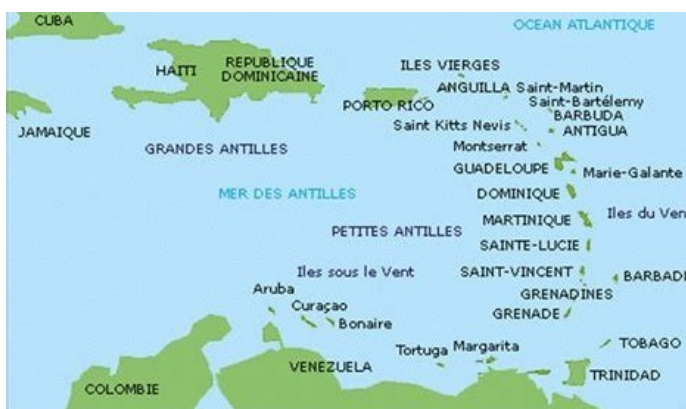 CUBA
OCEAN ATLANTIQUE
HAITI
REPUBLIQUE
DOMINICAINE
ILES VIERGES
ANGUILLA Saint-Martin
Saint-Bartélemy
PORTO RICO
BARBUDA
JAMAIQUE
Saint Kitts Nevis
ANTIGUA
GRANDES ANTILLES
Montserrat
GUADELOUPE
Marie-Galante
MER DES ANTILLES
DOMINIQUE
Iles du Ven
MARTINIQUE
PETITES ANTILLES
SAINTE-LUCIE
Iles sous le Vent
SAINT-VINCENT
BARBAD
Aruba
GRENADINES
Curaçao
GRENADE
Bonaire
TOBAGO
Tortuga
Margarita
VENEZUELA
TRINIDAD
COLOMBIE